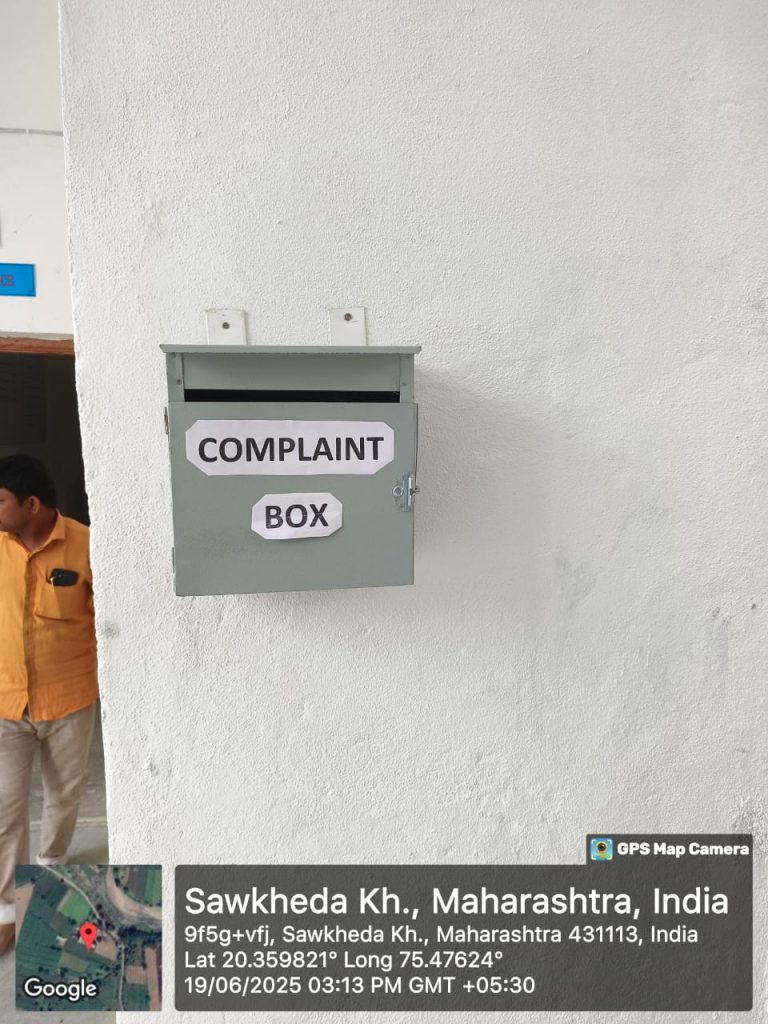 COMPLAINT
BOX
GPS Map Camera
Sawkheda Kh., Maharashtra, India
9f5g+vfj, Sawkheda Kh., Maharashtra 431113, India
Lat 20.359821° Long 75.47624°
19/06/2025 03:13 PM GMT +05:30
Google